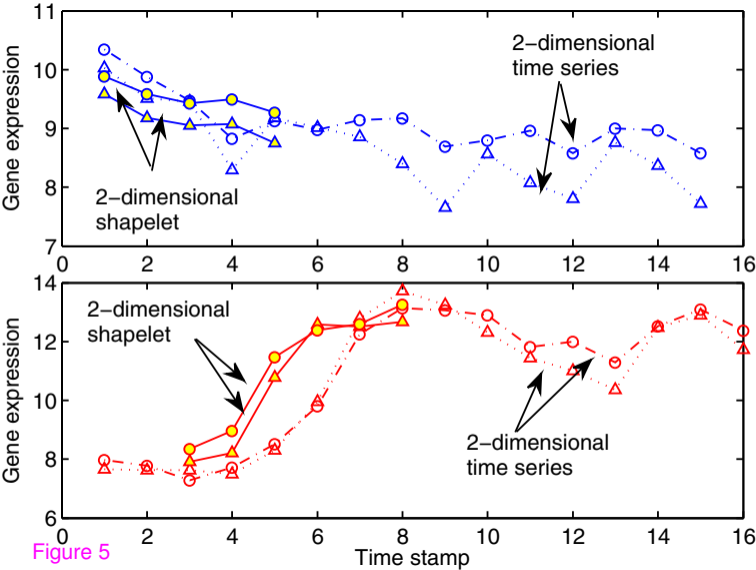 11
10
9
8
7
Gene expression
2−dimensional
time series
2−dimensional
shapelet
0 2 4 6 8 10 12 14 16
14
12
10
8
6
Gene expression
2−dimensional
shapelet
2−dimensional
time series
0 2 4 6 8 10 12 14 16
Time stamp
Figure 5